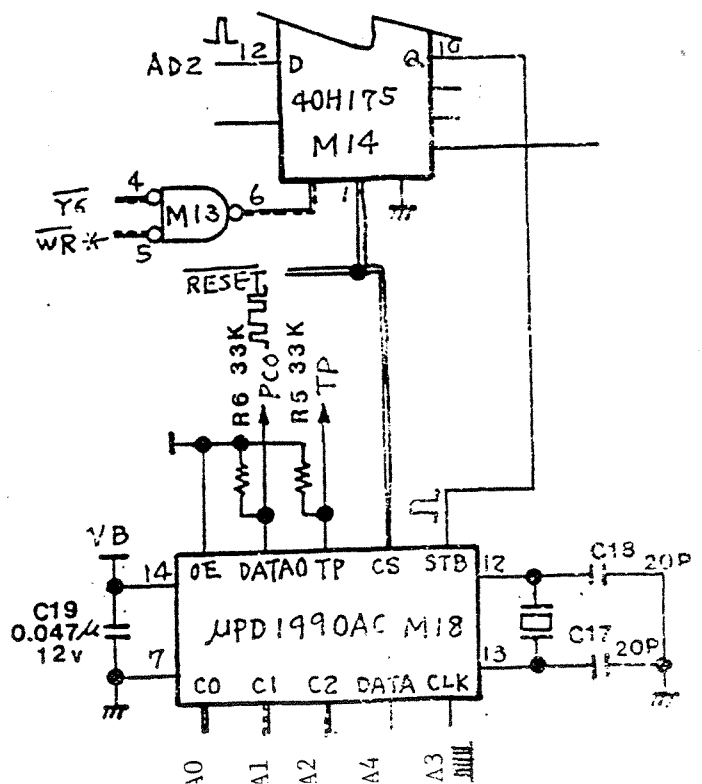 12
10
AD2
D
Q
40H175
M14
4
Y6
6
M13
WR*
5
1
RESET
R6 33K
PC0
R5 33K
TP
VB
14
OE
DATAO
TP
CS
STB
12
C18
20P
C19
0.047μ
12v
μPD1990AC M18
C17
20P
13
7
C0
C1
C2
DATA
CLK
A0
A1
A2
A4
A3